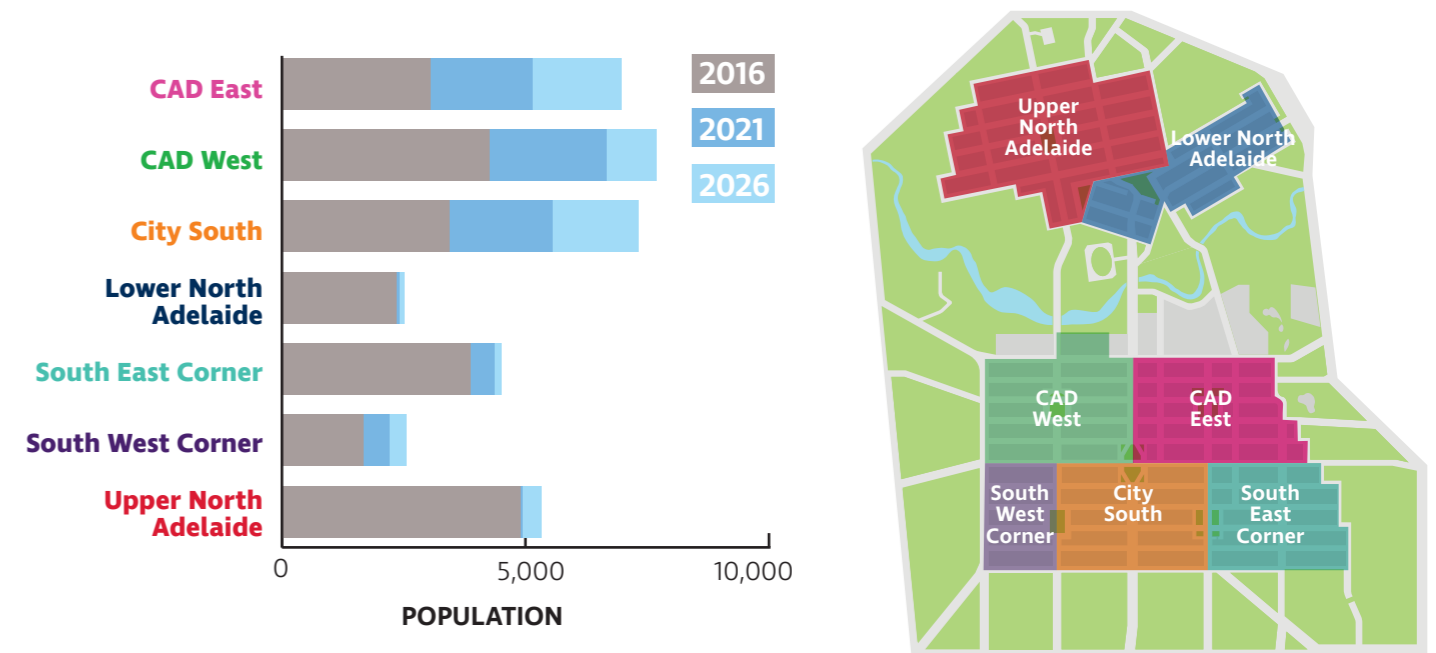 CAD East
CAD West
City South
Lower North
Adelaide
South East Corner
South West Corner
Upper North
Adelaide
0
5,000
10,000
POPULATION
2016
2021
2026
Upper
North
Adelaide
Lower North
Adelaide
CAD
West
CAD
Eest
South
West
Corner
City
South
South
East
Corner